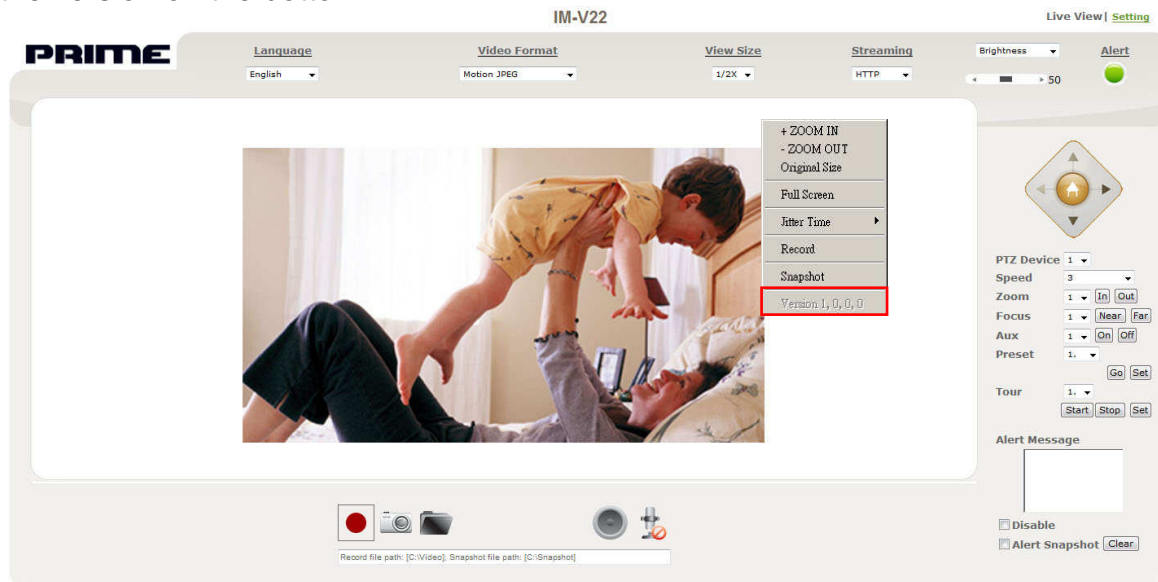 IM-V22
Live View| Setting
PRIME
Language
Video Format
View Size
Streaming
Brightness
Alert
English
Motion JPEG
1/2X
HTTP
50
+ ZOOM IN
- ZOOM OUT
Original Size
Full Screen
Jitter Time
Record
Snapshot
Version 1, 0, 0, 0
PTZ Device 1
Speed 3
Zoom 1 In Out
Focus 1 Near Far
Aux 1 On Off
Preset 1.
Go Set
Tour 1.
Start Stop Set
Alert Message
Disable
Alert Snapshot Clear
Record file path: [C:\Video]; Snapshot file path: [C:\Snapshot]